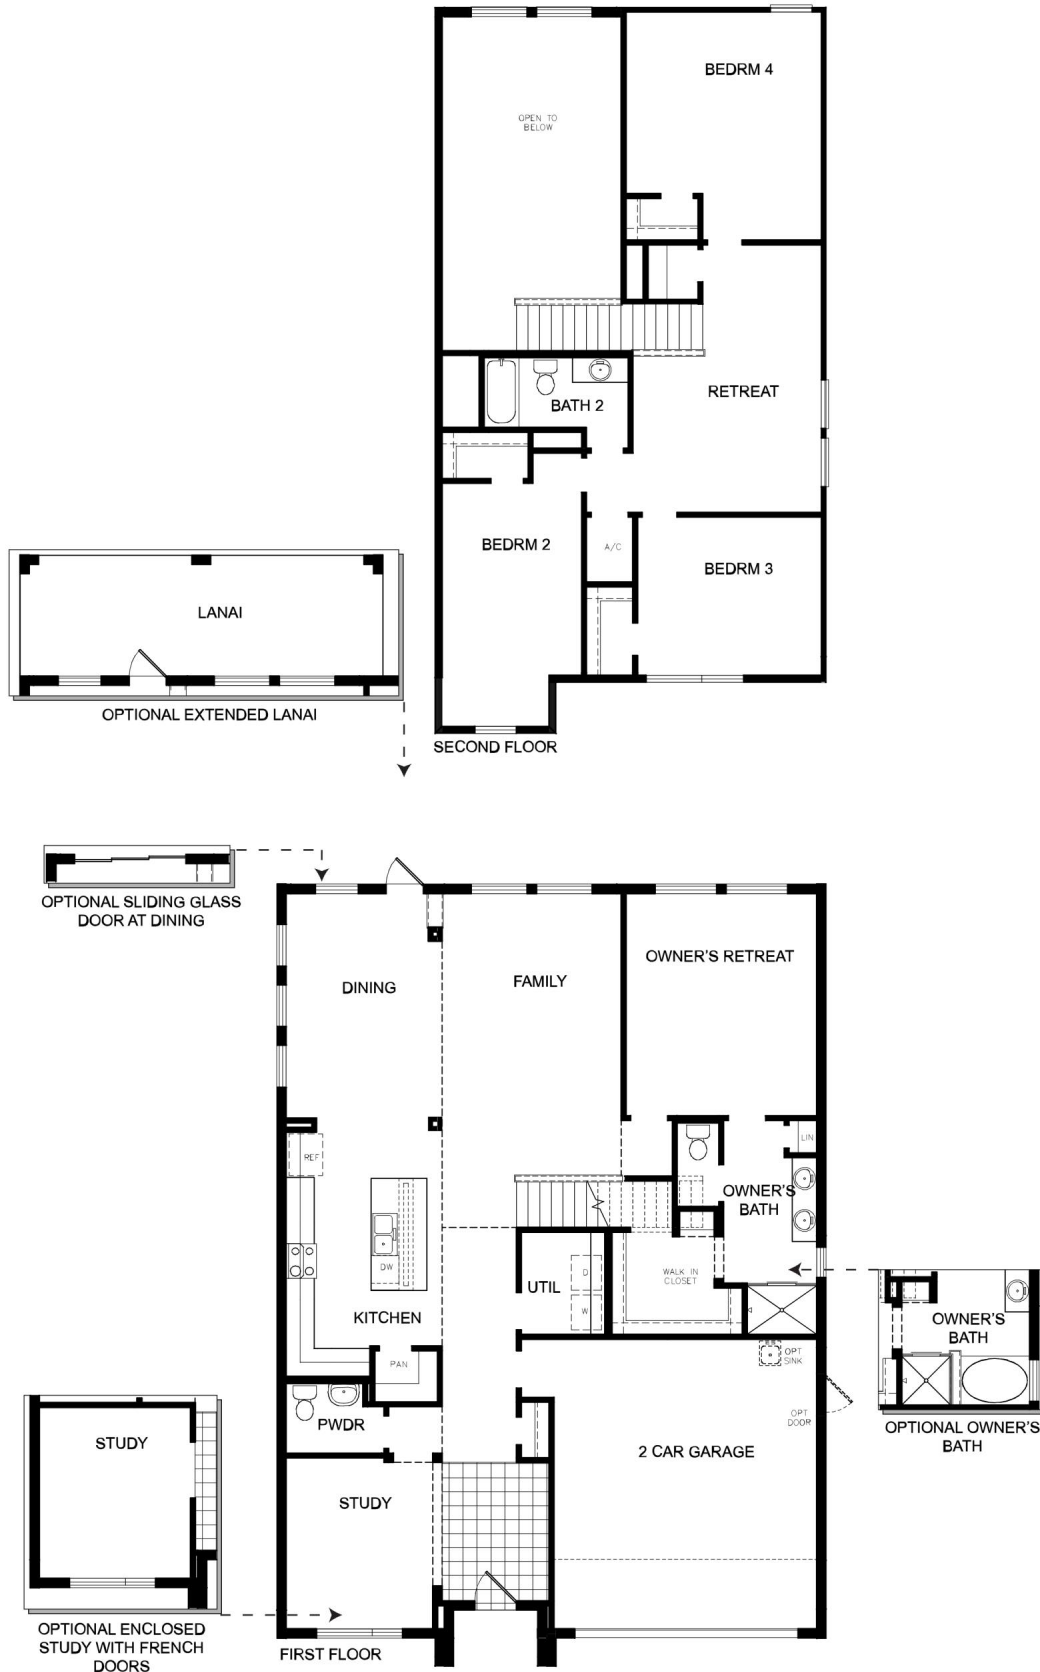 BEDRM 4
OPEN TO
BELOW
RETREAT
BATH 2
BEDRM 2
A/C
BEDRM 3
LANAI
OPTIONAL EXTENDED LANAI
SECOND FLOOR
OPTIONAL SLIDING GLASS
DOOR AT DINING
OWNER'S RETREAT
FAMILY
DINING
REF
LIN
OWNER'S
BATH
DW
UTIL
D
W
WALK IN
CLOSET
KITCHEN
PAN
OPT
SINK
OPT
DOOR
OWNER'S
BATH
OPTIONAL OWNER'S
BATH
PWDR
2 CAR GARAGE
STUDY
STUDY
OPTIONAL ENCLOSED
STUDY WITH FRENCH
DOORS
FIRST FLOOR